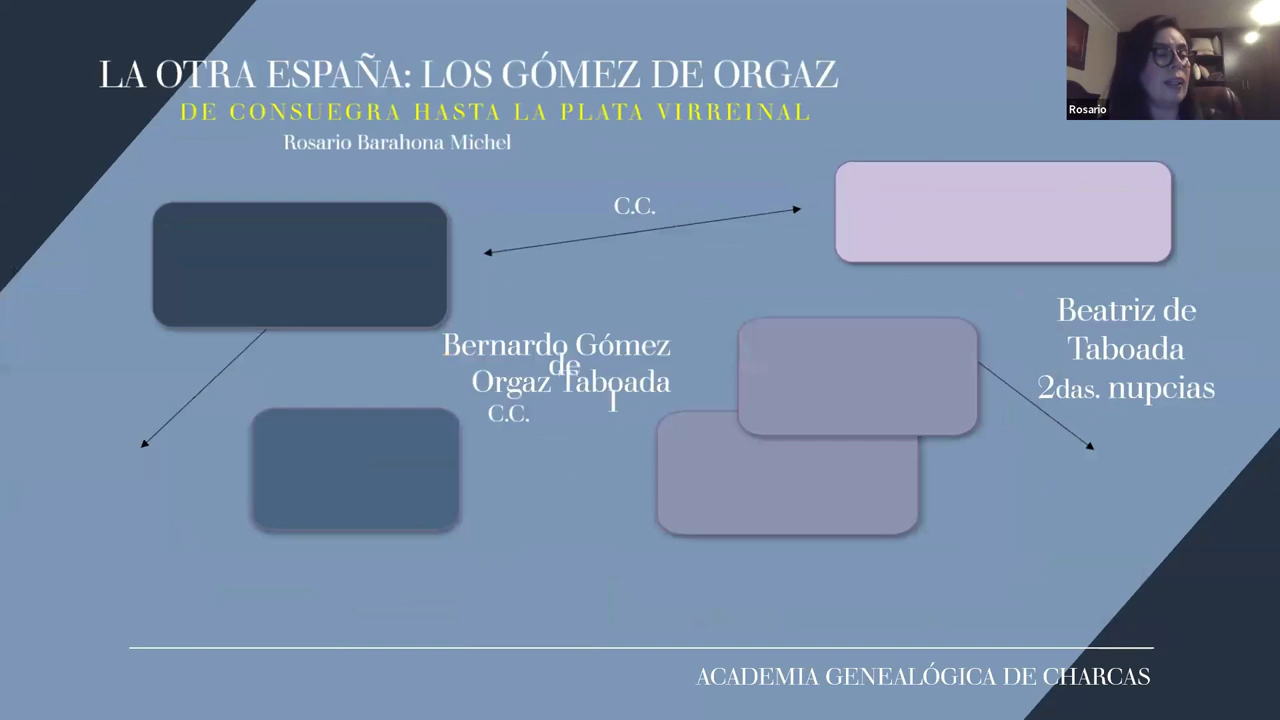 LA OTRA ESPAÑA: LOS GÓMEZ DE ORGAZ
DE CONSUEGRA HASTA LA PLATA VIRREINAL
Rosario Barahona Michel
Rosario
C.C.
Bernardo Gómez
de
Orgaz Taboada
I
C.C.
Beatriz de
Taboada
2das. nupcias
ACADEMIA GENEALÓGICA DE CHARCAS